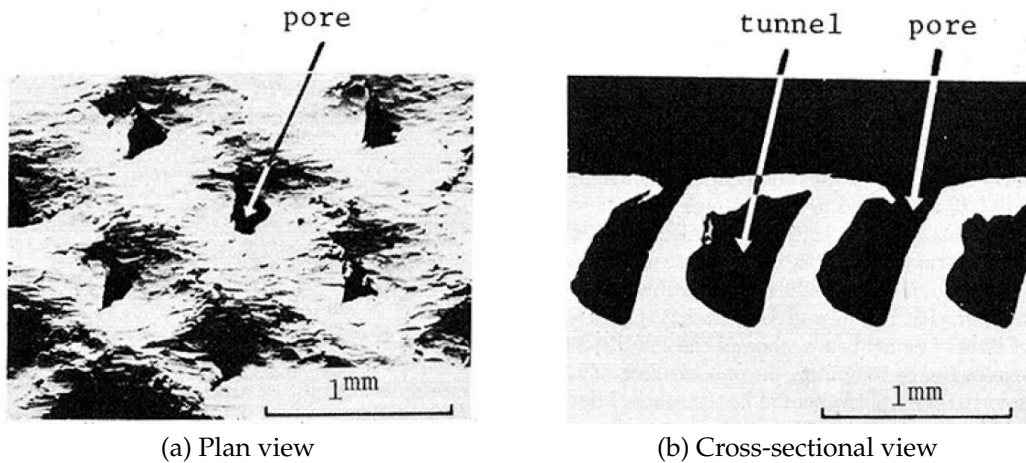 pore
tunnel pore
1mm
1mm
(a) Plan view
(b) Cross-sectional view